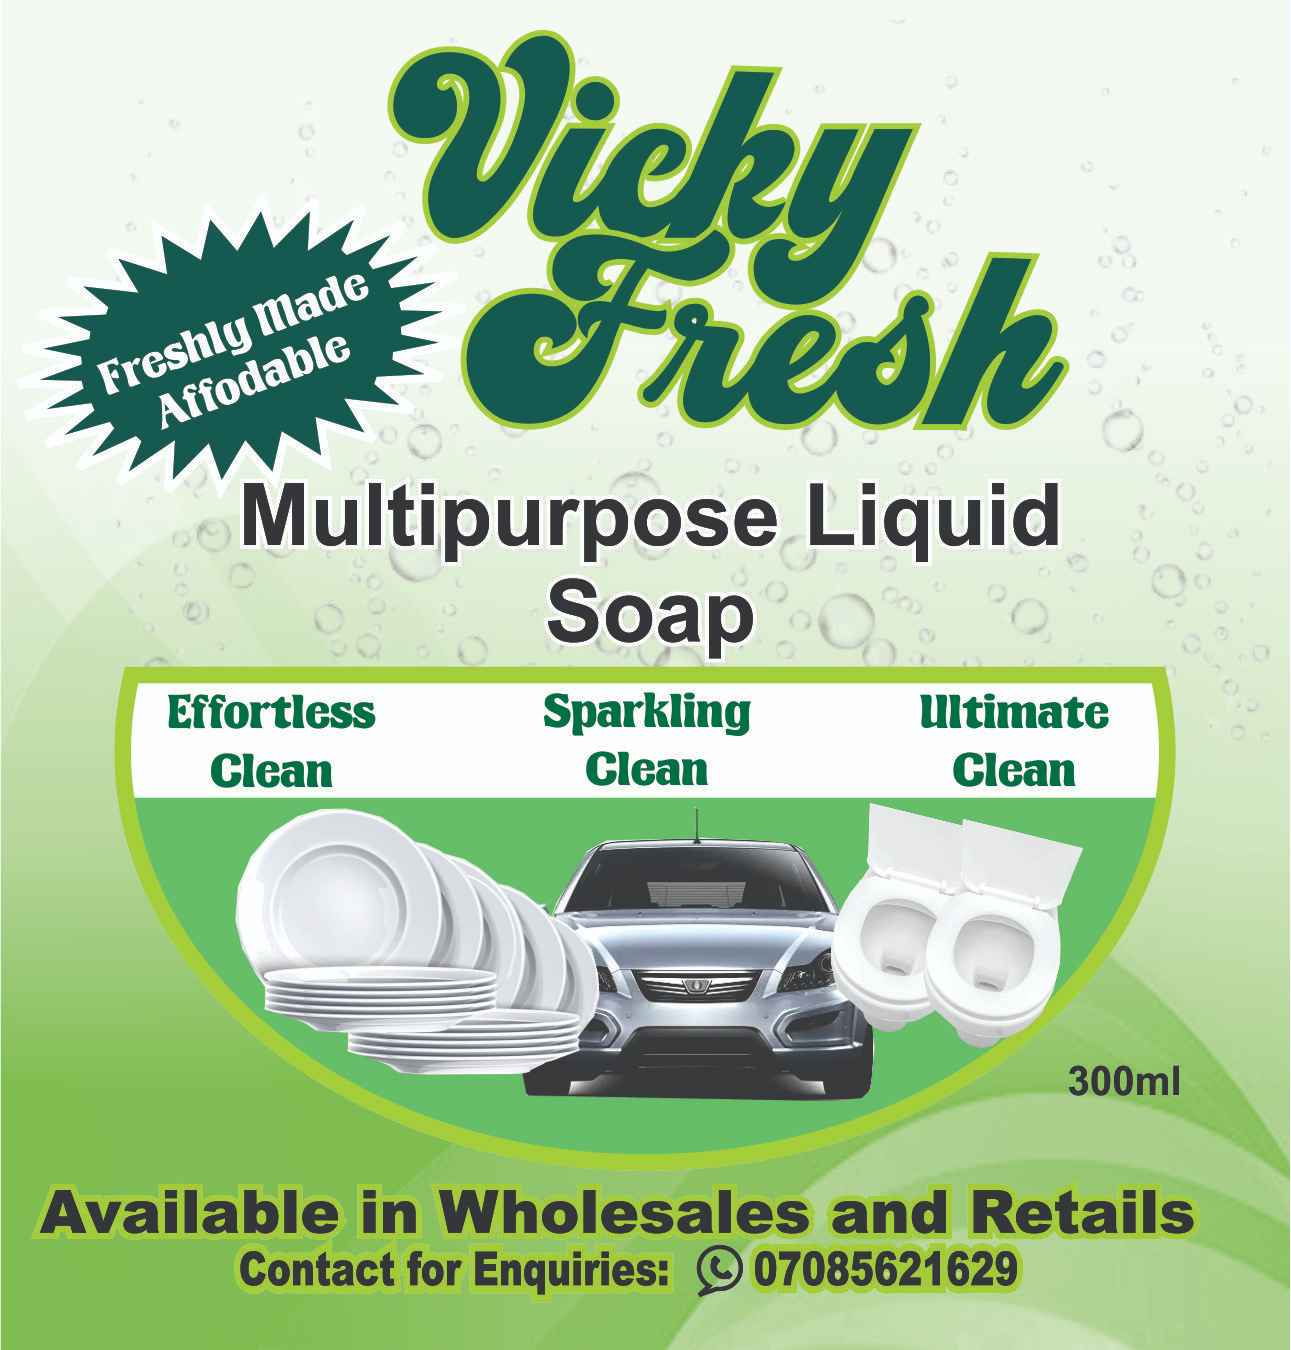 Vicky
Fresh
Freshly Made
Affodable
Multipurpose Liquid
Soap
Effortless
Clean
Sparkling
Clean
Ultimate
Clean
300ml
Available in Wholesales and Retails
Contact for Enquiries: 07085621629